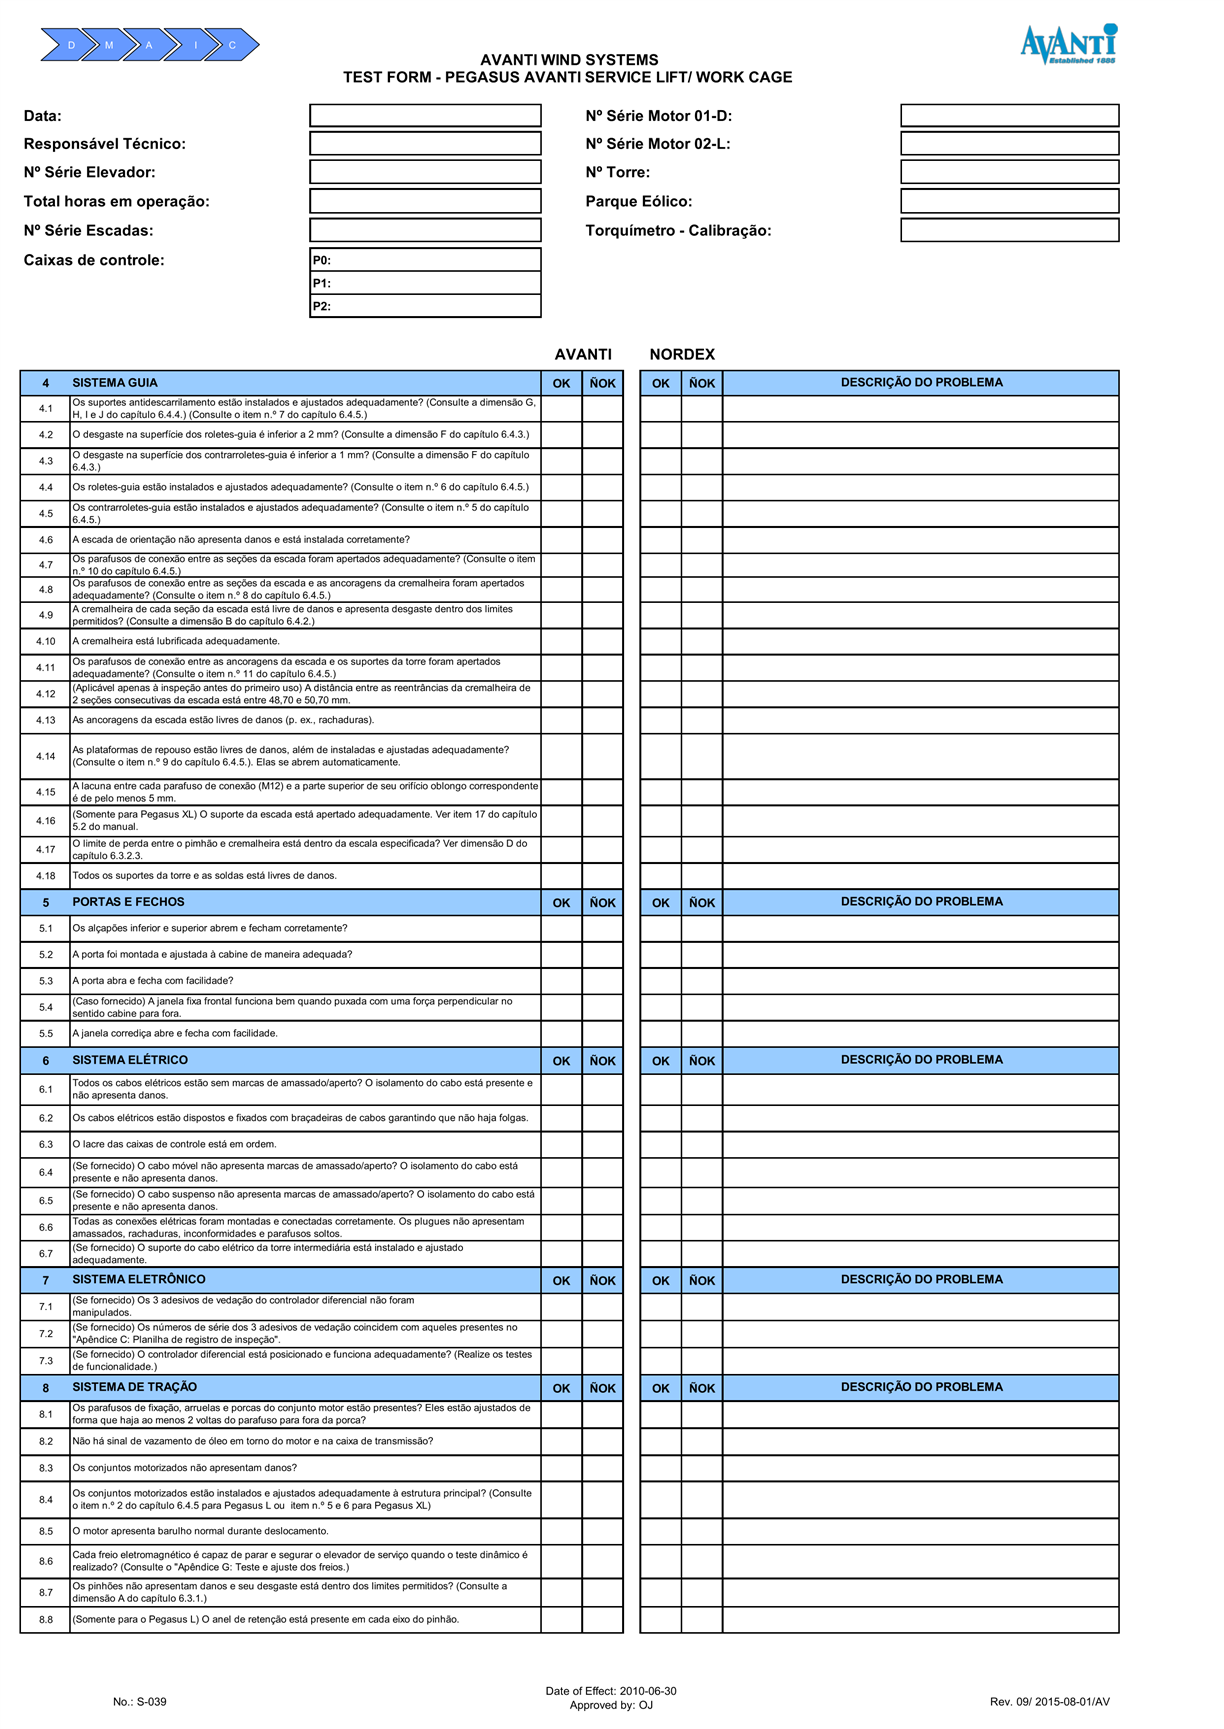 D M A I C
AVANTI
Established 1885
AVANTI WIND SYSTEMS
TEST FORM - PEGASUS AVANTI SERVICE LIFT/ WORK CAGE
Data:
Nº Série Motor 01-D:
Responsável Técnico:
Nº Série Motor 02-L:
Nº Série Elevador:
Nº Torre:
Total horas em operação:
Parque Eólico:
Nº Série Escadas:
Torquímetro - Calibração:
Caixas de controle:
P0:
P1:
P2:
AVANTI NORDEX
4 SISTEMA GUIA OK ÑOK OK ÑOK DESCRIÇÃO DO PROBLEMA
4.1 Os suportes antidescarrilamento estão instalados e ajustados adequadamente? (Consulte a dimensão G,
H, I e J do capítulo 6.4.4.) (Consulte o item n.º 7 do capítulo 6.4.5.)
4.2 O desgaste na superfície dos roletes-guia é inferior a 2 mm? (Consulte a dimensão F do capítulo 6.4.3.)
4.3 O desgaste na superfície dos contrarroletes-guia é inferior a 1 mm? (Consulte a dimensão F do capítulo
6.4.3.)
4.4 Os roletes-guia estão instalados e ajustados adequadamente? (Consulte o item n.º 6 do capítulo 6.4.5.)
4.5 Os contrarroletes-guia estão instalados e ajustados adequadamente? (Consulte o item n.º 5 do capítulo
6.4.5.)
4.6 A escada de orientação não apresenta danos e está instalada corretamente?
4.7 Os parafusos de conexão entre as seções da escada foram apertados adequadamente? (Consulte o item
n.º 10 do capítulo 6.4.5.)
4.8 Os parafusos de conexão entre as seções da escada e as ancoragens da cremalheira foram apertados
adequadamente? (Consulte o item n.º 8 do capítulo 6.4.5.)
4.9 A cremalheira de cada seção da escada está livre de danos e apresenta desgaste dentro dos limites
permitidos? (Consulte a dimensão B do capítulo 6.4.2.)
4.10 A cremalheira está lubrificada adequadamente.
4.11 Os parafusos de conexão entre as ancoragens da escada e os suportes da torre foram apertados
adequadamente? (Consulte o item n.º 11 do capítulo 6.4.5.)
4.12 (Aplicável apenas à inspeção antes do primeiro uso) A distância entre as reentrâncias da cremalheira de
2 seções consecutivas da escada está entre 48,70 e 50,70 mm.
4.13 As ancoragens da escada estão livres de danos (p. ex., rachaduras).
4.14 As plataformas de repouso estão livres de danos, além de instaladas e ajustadas adequadamente?
(Consulte o item n.º 9 do capítulo 6.4.5.). Elas se abrem automaticamente.
4.15 A lacuna entre cada parafuso de conexão (M12) e a parte superior de seu orifício oblongo correspondente
é de pelo menos 5 mm.
4.16 (Somente para Pegasus XL) O suporte da escada está apertado adequadamente. Ver item 17 do capítulo
5.2 do manual.
4.17 O limite de perda entre o pimhão e cremalheira está dentro da escala especificada? Ver dimensão D do
capítulo 6.3.2.3.
4.18 Todos os suportes da torre e as soldas está livres de danos.
5 PORTAS E FECHOS OK ÑOK OK ÑOK DESCRIÇÃO DO PROBLEMA
5.1 Os alçapões inferior e superior abrem e fecham corretamente?
5.2 A porta foi montada e ajustada à cabine de maneira adequada?
5.3 A porta abra e fecha com facilidade?
5.4 (Caso fornecido) A janela fixa frontal funciona bem quando puxada com uma força perpendicular no
sentido cabine para fora.
5.5 A janela corrediça abre e fecha com facilidade.
6 SISTEMA ELÉTRICO OK ÑOK OK ÑOK DESCRIÇÃO DO PROBLEMA
6.1 Todos os cabos elétricos estão sem marcas de amassado/aperto? O isolamento do cabo está presente e
não apresenta danos.
6.2 Os cabos elétricos estão dispostos e fixados com braçadeiras de cabos garantindo que não haja folgas.
6.3 O lacre das caixas de controle está em ordem.
6.4 (Se fornecido) O cabo móvel não apresenta marcas de amassado/aperto? O isolamento do cabo está
presente e não apresenta danos.
6.5 (Se fornecido) O cabo suspenso não apresenta marcas de amassado/aperto? O isolamento do cabo está
presente e não apresenta danos.
6.6 Todas as conexões elétricas foram montadas e conectadas corretamente. Os plugues não apresentam
amassados, rachaduras, inconformidades e parafusos soltos.
6.7 (Se fornecido) O suporte do cabo elétrico da torre intermediária está instalado e ajustado
adequadamente.
7 SISTEMA ELETRÔNICO OK ÑOK OK ÑOK DESCRIÇÃO DO PROBLEMA
7.1 (Se fornecido) Os 3 adesivos de vedação do controlador diferencial não foram
manipulados.
7.2 (Se fornecido) Os números de série dos 3 adesivos de vedação coincidem com aqueles presentes no
"Apêndice C: Planilha de registro de inspeção".
7.3 (Se fornecido) O controlador diferencial está posicionado e funciona adequadamente? (Realize os testes
de funcionalidade.)
8 SISTEMA DE TRAÇÃO OK ÑOK OK ÑOK DESCRIÇÃO DO PROBLEMA
8.1 Os parafusos de fixação, arruelas e porcas do conjunto motor estão presentes? Eles estão ajustados de
forma que haja ao menos 2 voltas do parafuso para fora da porca?
8.2 Não há sinal de vazamento de óleo em torno do motor e na caixa de transmissão?
8.3 Os conjuntos motorizados não apresentam danos?
8.4 Os conjuntos motorizados estão instalados e ajustados adequadamente à estrutura principal? (Consulte
o item n.º 2 do capítulo 6.4.5 para Pegasus L ou item n.º 5 e 6 para Pegasus XL)
8.5 O motor apresenta barulho normal durante deslocamento.
8.6 Cada freio eletromagnético é capaz de parar e segurar o elevador de serviço quando o teste dinâmico é
realizado? (Consulte o "Apêndice G: Teste e ajuste dos freios.)
8.7 Os pinhões não apresentam danos e seu desgaste está dentro dos limites permitidos? (Consulte a
dimensão A do capítulo 6.3.1.)
8.8 (Somente para o Pegasus L) O anel de retenção está presente em cada eixo do pinhão.
No.: S-039
Date of Effect: 2010-06-30
Approved by: OJ
Rev. 09/ 2015-08-01/AV